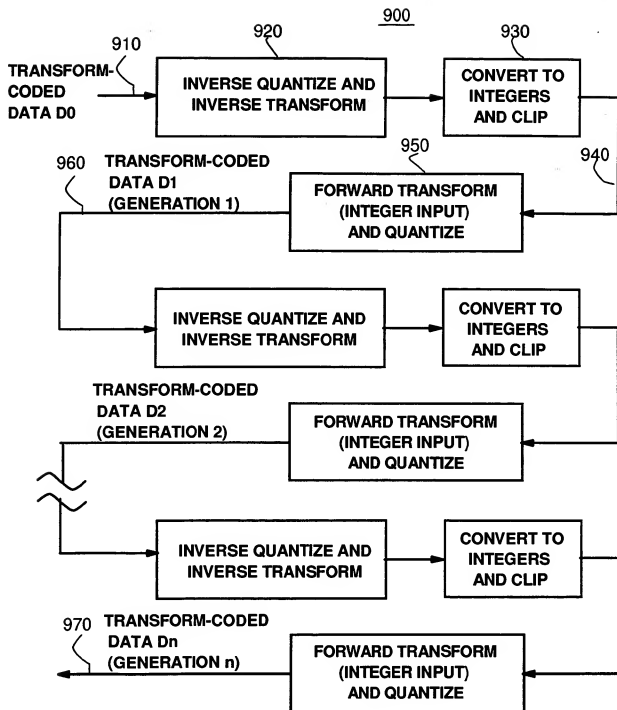 900
910
920
930
TRANSFORM-
CODED
DATA D0
INVERSE QUANTIZE AND
INVERSE TRANSFORM
CONVERT TO
INTEGERS
AND CLIP
940
960
TRANSFORM-CODED
DATA D1
(GENERATION 1)
950
FORWARD TRANSFORM
(INTEGER INPUT)
AND QUANTIZE
INVERSE QUANTIZE AND
INVERSE TRANSFORM
CONVERT TO
INTEGERS
AND CLIP
TRANSFORM-CODED
DATA D2
(GENERATION 2)
FORWARD TRANSFORM
(INTEGER INPUT)
AND QUANTIZE
INVERSE QUANTIZE AND
INVERSE TRANSFORM
CONVERT TO
INTEGERS
AND CLIP
970
TRANSFORM-CODED
DATA Dn
(GENERATION n)
FORWARD TRANSFORM
(INTEGER INPUT)
AND QUANTIZE